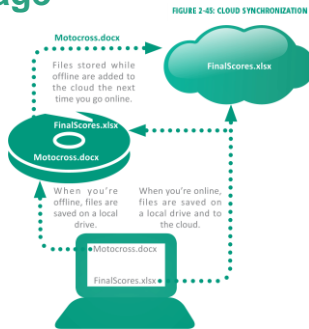 FIGURE 2-45: CLOUD SYNCHRONIZATION
Motocross.docx
Files stored while
offline are added to
the cloud the next
time you go online.
FinalScores.xlsx
FinalScores.xlsx
Motocross.docx
When you're
offline, files are
saved on a local
drive.
When you're online,
files are saved on
a local drive and to
the cloud.
Motocross.docx
FinalScores.xlsx